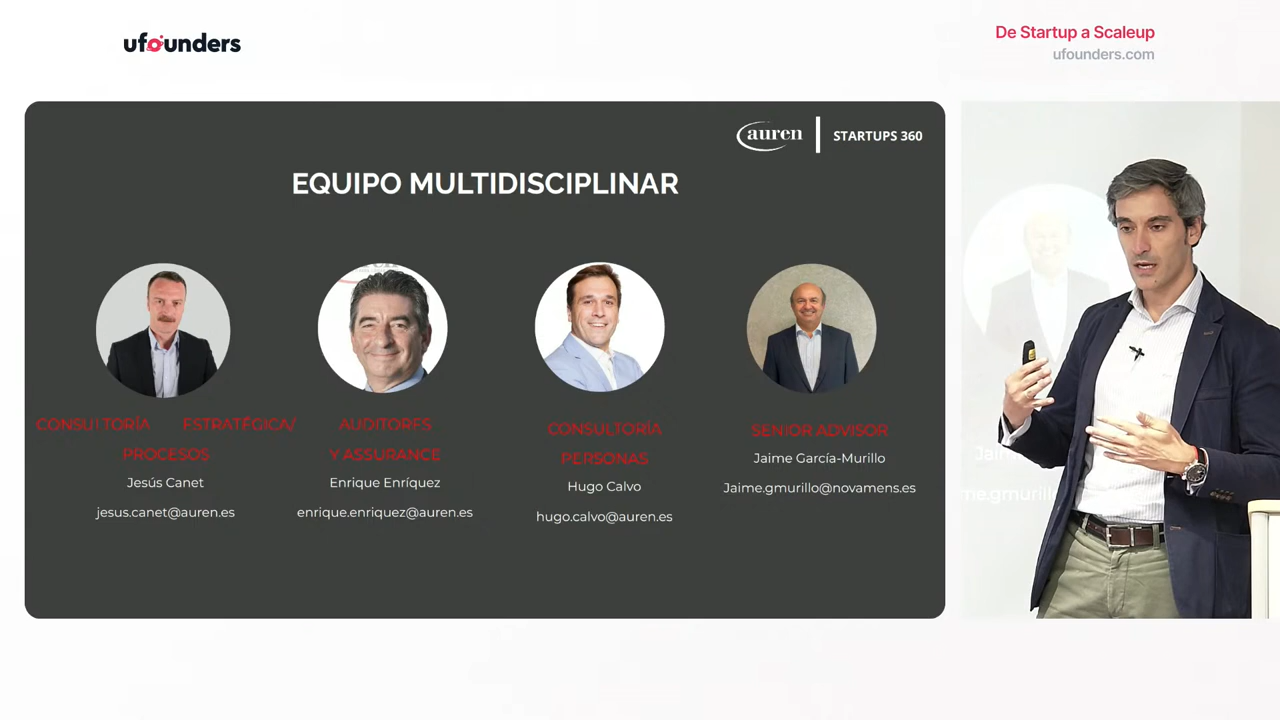 ufounders
De Startup a Scaleup
ufounders.com
auren
STARTUPS 360
EQUIPO MULTIDISCIPLINAR
CONSULTORÍA ESTRATÉGICA/
PROCESOS
Jesús Canet
jesus.canet@auren.es
AUDITORES
Y ASSURANCE
Enrique Enríquez
enrique.enriquez@auren.es
CONSULTORÍA
PERSONAS
Hugo Calvo
hugo.calvo@auren.es
SENIOR ADVISOR
Jaime García-Murillo
Jaime.gmurillo@novamens.es